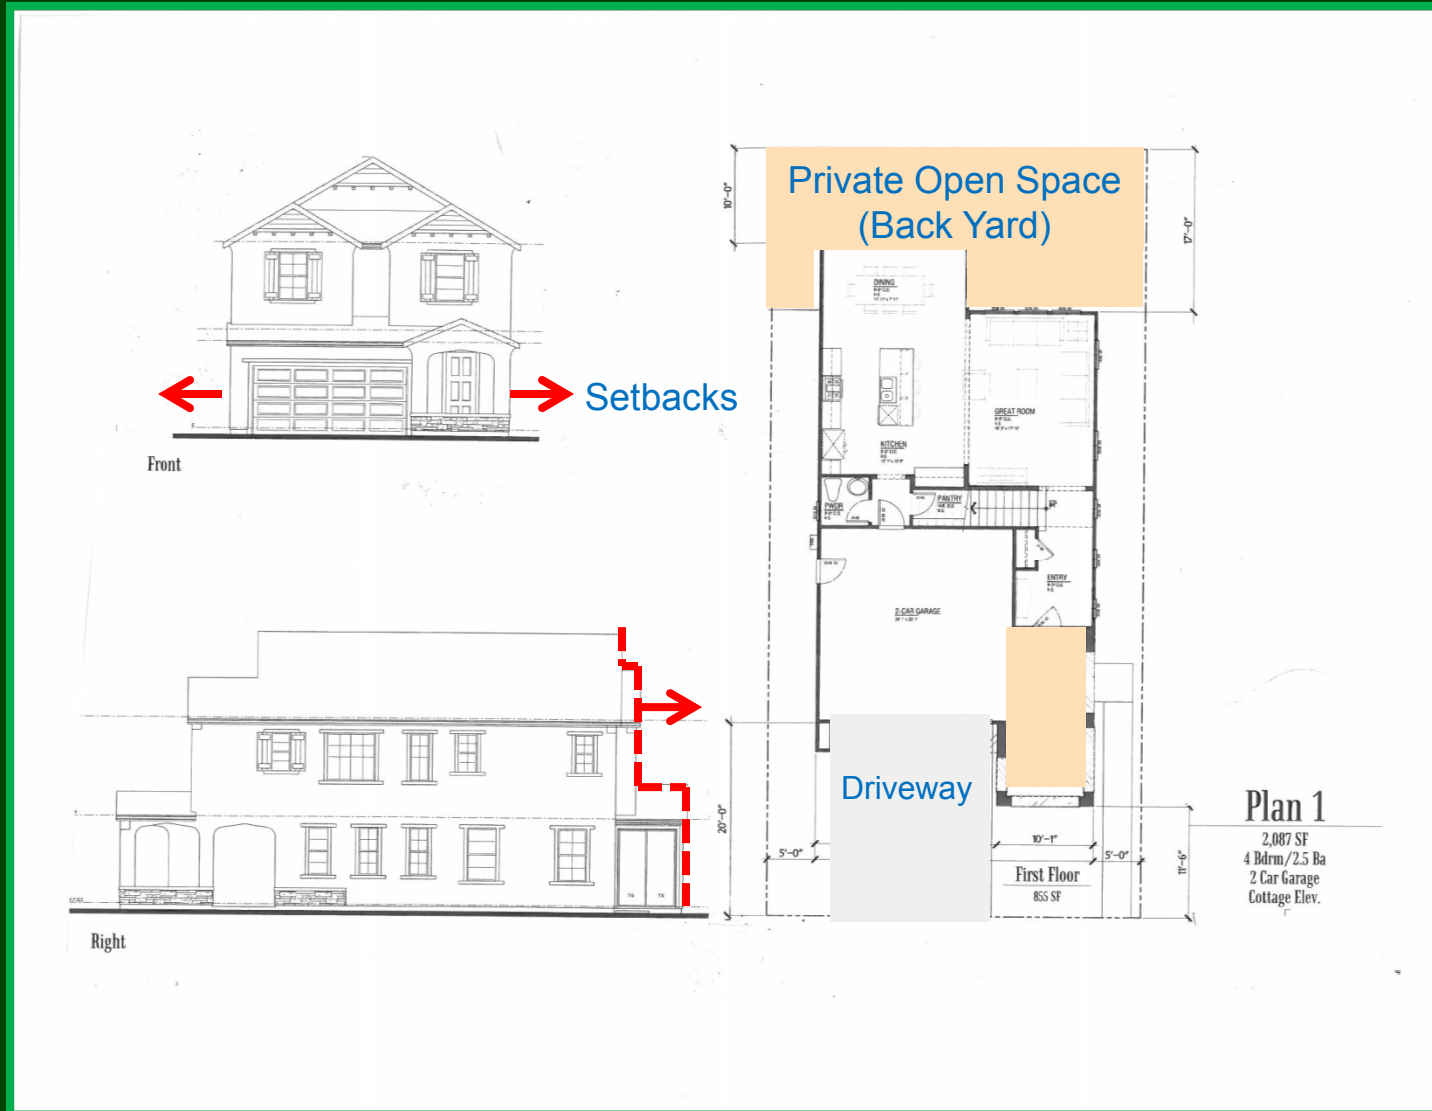 Private Open Space
(Back Yard)
10'-0"
17'-0"
DINING
Setbacks
GREAT ROOM
KITCHEN
Front
PWDR
PANTRY
UP
ENTRY
2-CAR GARAGE
Driveway
20'-0"
5'-0"
10'-1"
5'-0"
11'-6"
First Floor
855 SF
Plan 1
2,087 SF
4 Bdrm/2.5 Ba
2 Car Garage
Cottage Elev.
Right